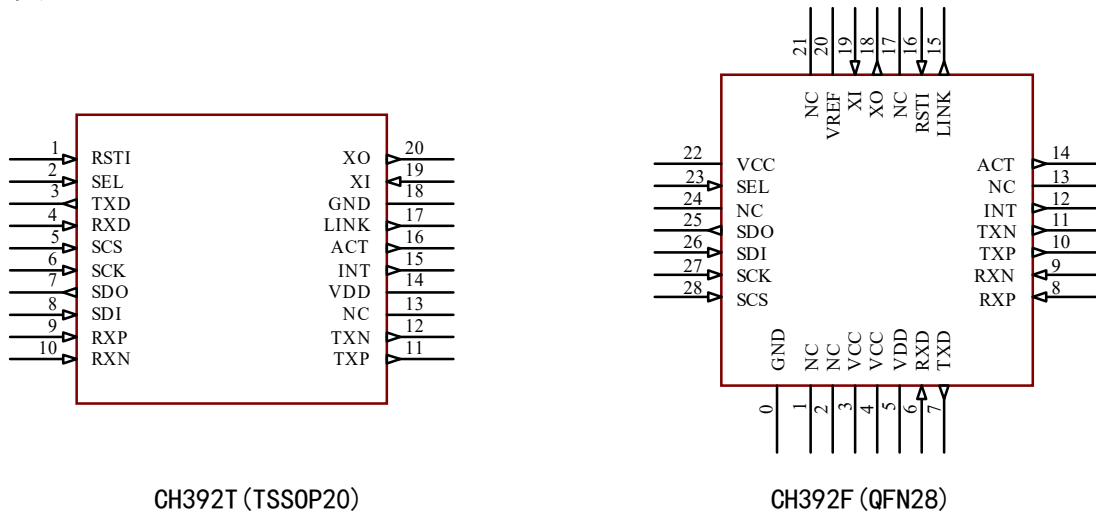 21
20
19
18
17
16
15
NC
VREF
XI
XO
NC
RSTI
LINK
1 RSTI XO 20
2 SEL XI 19
3 TXD GND 18
4 RXD LINK 17
5 SCS ACT 16
6 SCK INT 15
7 SDO VDD 14
8 SDI NC 13
9 RXP TXN 12
10 RXN TXP 11
22 VCC ACT 14
23 SEL NC 13
24 NC INT 12
25 SDO TXN 11
26 SDI TXP 10
27 SCK RXN 9
28 SCS RXP 8
GND
NC
NC
VCC
VCC
VDD
RXD
TXD
0
1
2
3
4
5
6
7
CH392T(TSSOP20)
CH392F(QFN28)